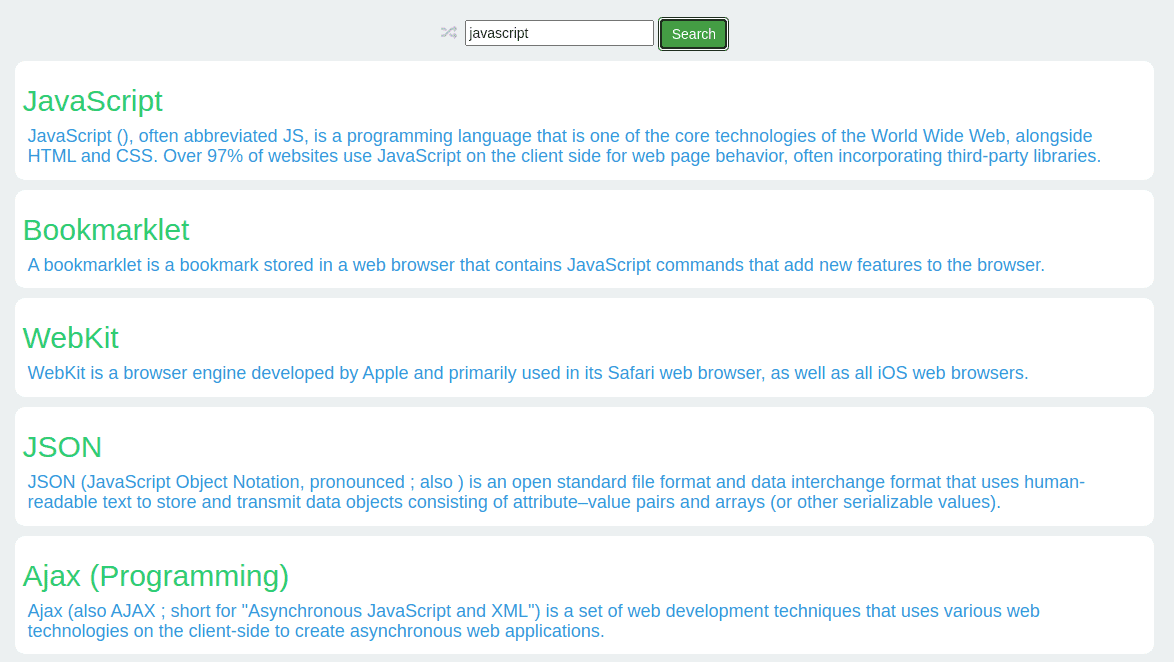 javascript
Search
JavaScript
JavaScript (), often abbreviated JS, is a programming language that is one of the core technologies of the World Wide Web, alongside
HTML and CSS. Over 97% of websites use JavaScript on the client side for web page behavior, often incorporating third-party libraries.
Bookmarklet
A bookmarklet is a bookmark stored in a web browser that contains JavaScript commands that add new features to the browser.
WebKit
WebKit is a browser engine developed by Apple and primarily used in its Safari web browser, as well as all iOS web browsers.
JSON
JSON (JavaScript Object Notation, pronounced ; also ) is an open standard file format and data interchange format that uses human-
readable text to store and transmit data objects consisting of attribute–value pairs and arrays (or other serializable values).
Ajax (Programming)
Ajax (also AJAX ; short for "Asynchronous JavaScript and XML") is a set of web development techniques that uses various web
technologies on the client-side to create asynchronous web applications.